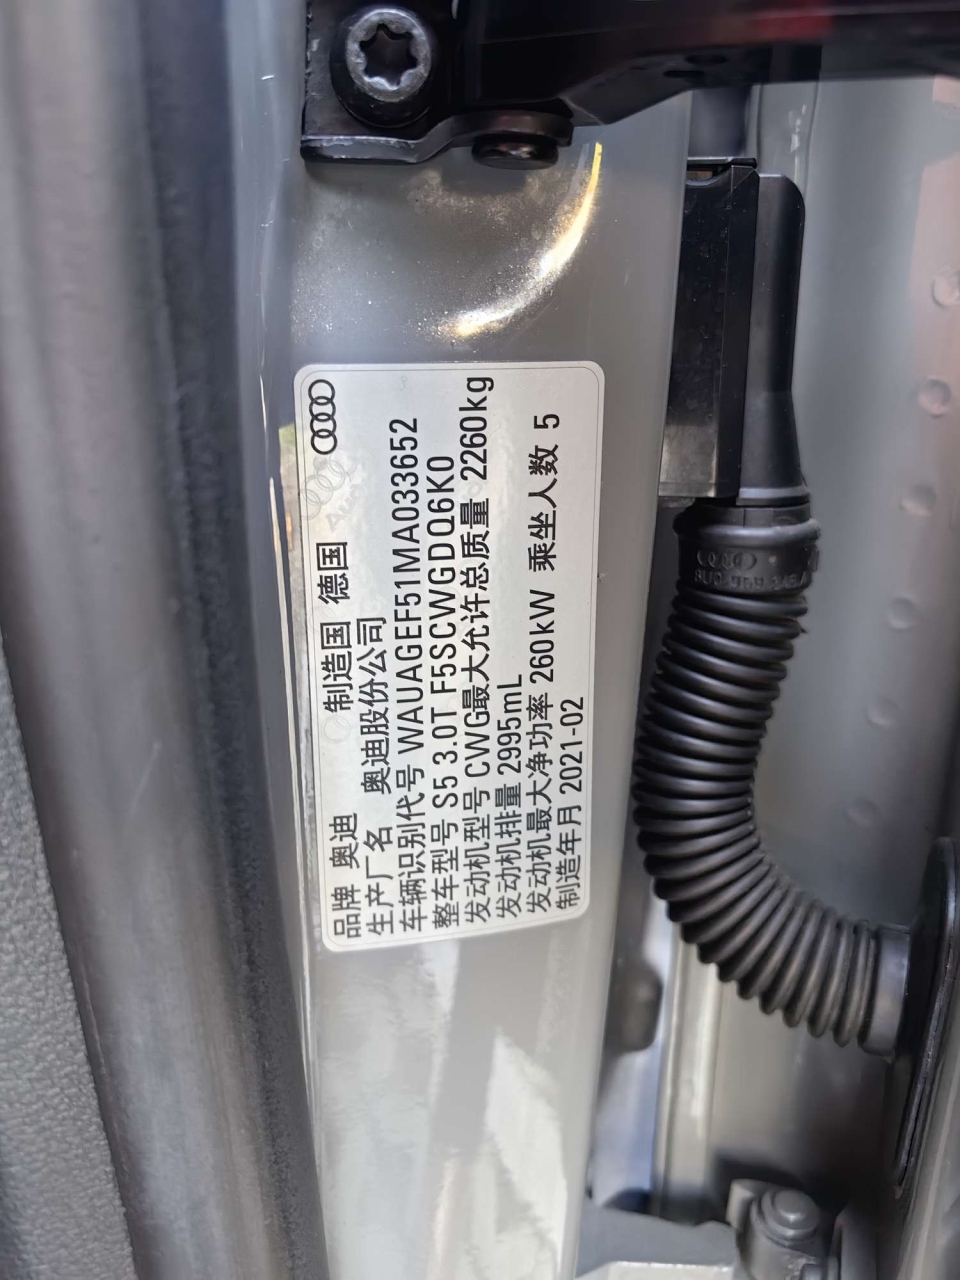 品牌 奥迪 制造国 德国
生产厂名 奥迪股份公司
车辆识别代号 WAUAGEF51MA033652
整车型号 S5 3.0T F5SCWGDQ6K0
发动机型号 CWG最大允许总质量 2260kg
发动机排量 2995mL
发动机最大净功率 260kW 乘坐人数 5
制造年月 2021-02